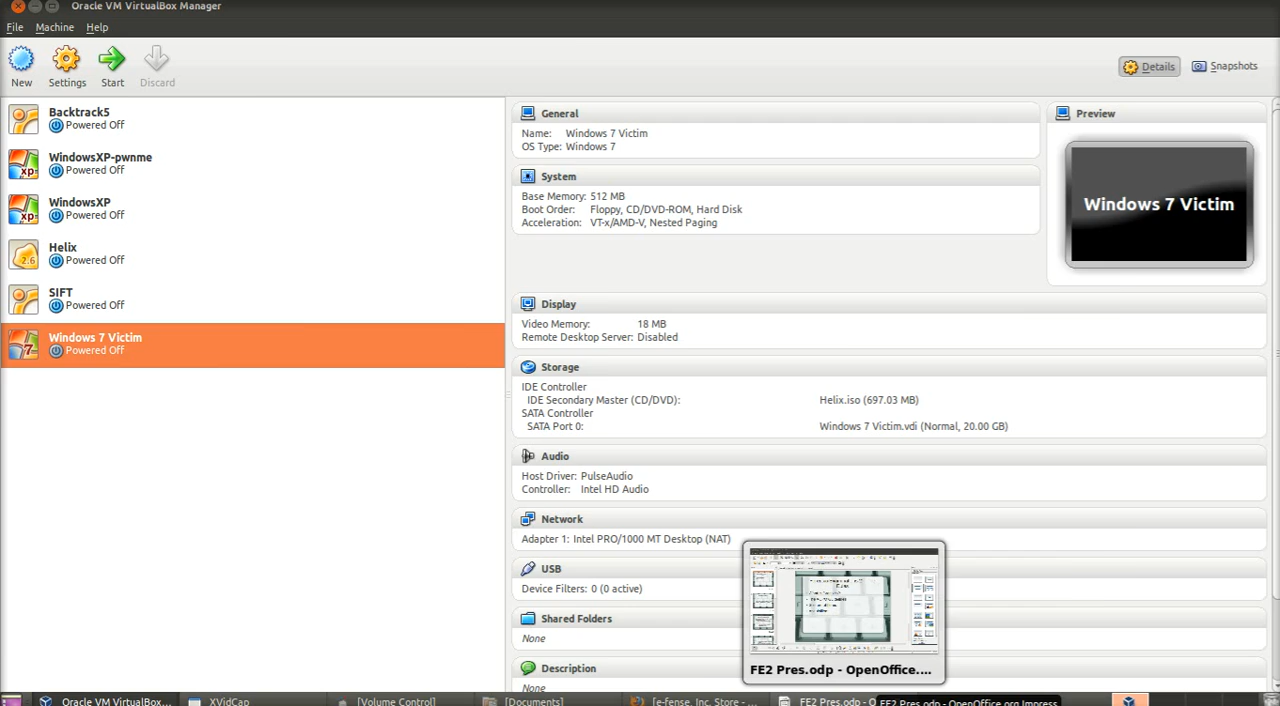 Oracle VM VirtualBox Manager
File Machine Help
New Settings Start Discard
Details Snapshots
Backtrack5
Powered Off
WindowsXP-pwnme
Powered Off
WindowsXP
Powered Off
Helix
Powered Off
SIFT
Powered Off
Windows 7 Victim
Powered Off
General
Name: Windows 7 Victim
OS Type: Windows 7
System
Base Memory: 512 MB
Boot Order: Floppy, CD/DVD-ROM, Hard Disk
Acceleration: VT-x/AMD-V, Nested Paging
Preview
Windows 7 Victim
Display
Video Memory: 18 MB
Remote Desktop Server: Disabled
Storage
IDE Controller
IDE Secondary Master (CD/DVD): Helix.iso (697.03 MB)
SATA Controller
SATA Port 0: Windows 7 Victim.vdi (Normal, 20.00 GB)
Audio
Host Driver: PulseAudio
Controller: Intel HD Audio
Network
Adapter 1: Intel PRO/1000 MT Desktop (NAT)
USB
Device Filters: 0 (0 active)
Shared Folders
None
Description
None
FE2 Pres.odp - OpenOffice....
Oracle VM VirtualBox... XVidCap [Volume Control] [Documents] [e-fense, Inc. Store - ... FE2 Pres.odp - O FE2 Pres.odp - OpenOffice.org Impress